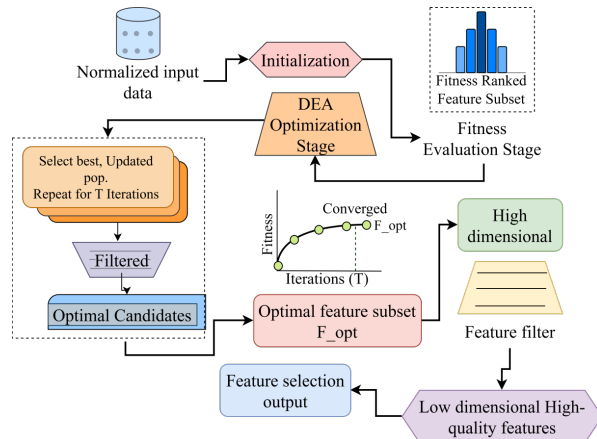 Normalized input
data
Initialization
Fitness Ranked
Feature Subset
Fitness
Evaluation Stage
DEA
Optimization
Stage
Select best, Updated
pop.
Repeat for T Iterations
Filtered
Optimal Candidates
Fitness
Converged
F_opt
Iterations (T)
Optimal feature subset
F_opt
High
dimensional
Feature filter
Low dimensional High-
quality features
Feature selection
output